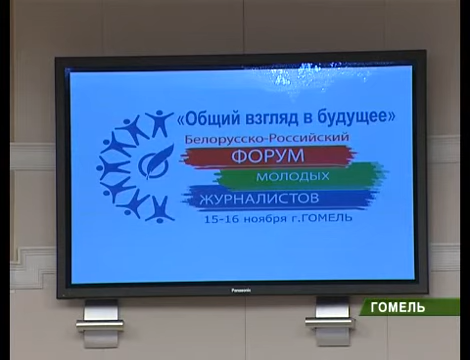 «Общий взгляд в будущее»
Белорусско-Российский
ФОРУМ
МОЛОДЫХ
ЖУРНАЛИСТОВ
15-16 ноября г.ГОМЕЛЬ
Panasonic
ГОМЕЛЬ